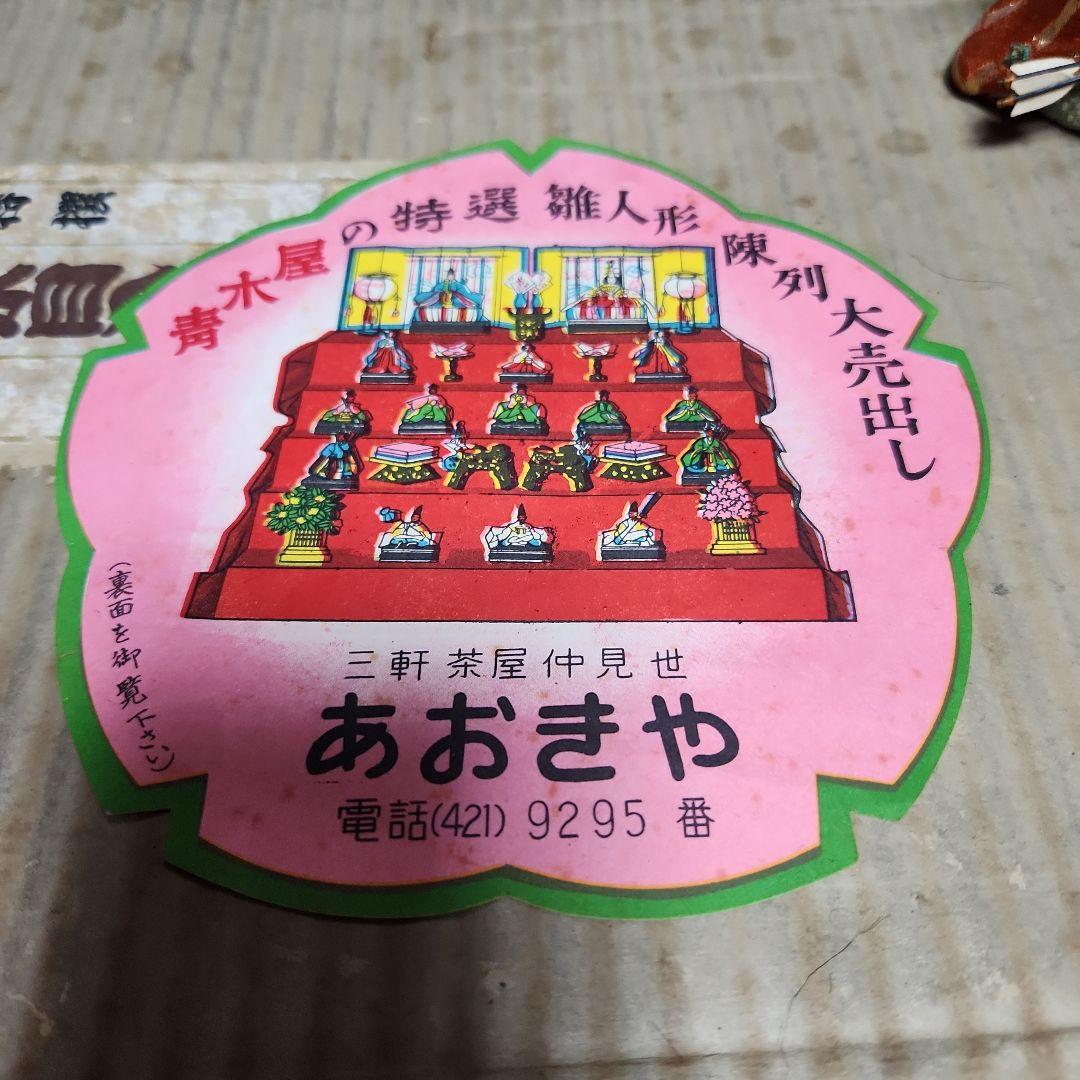 青木屋の特選 雛人形 陳列大売出し
(裏面を御覧下さい)
三軒茶屋仲見世
あおきや
電話(421) 9295 番